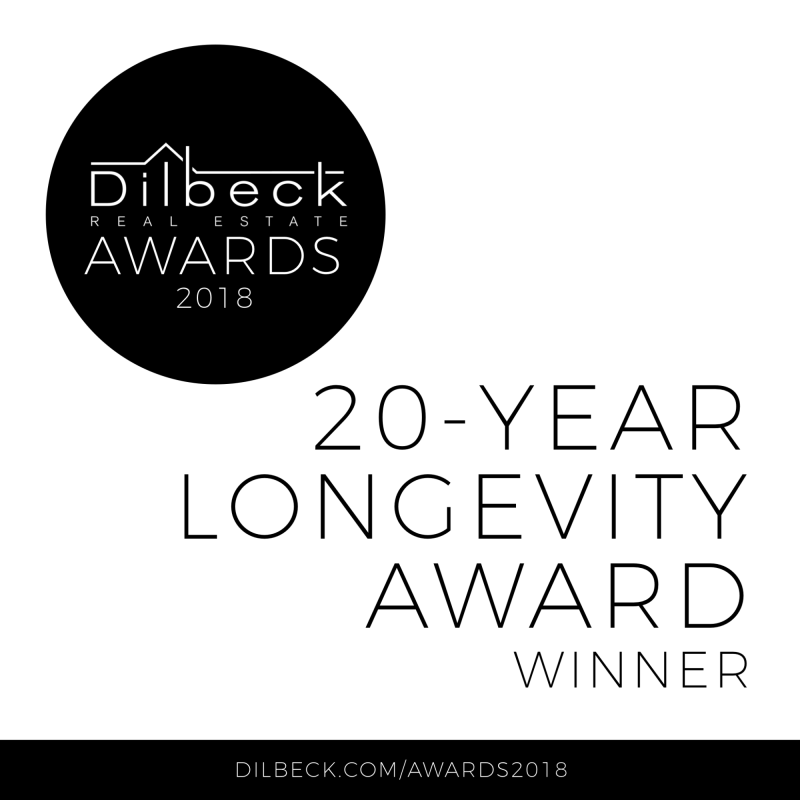 Dilbeck
REAL ESTATE
AWARDS
2018
20-YEAR
LONGEVITY
AWARD
WINNER
DILBECK.COM/AWARDS2018